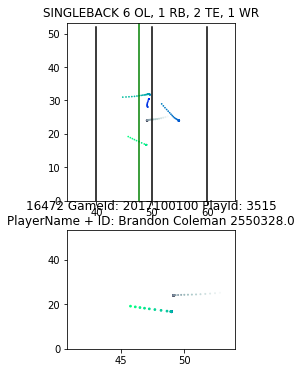 SINGLEBACK 6 OL, 1 RB, 2 TE, 1 WR
50
40
30
20
10
0
40 50 60
16472 GameId: 2017100100 PlayId: 3515
PlayerName + ID: Brandon Coleman 2550328.0
40
20
0
45 50